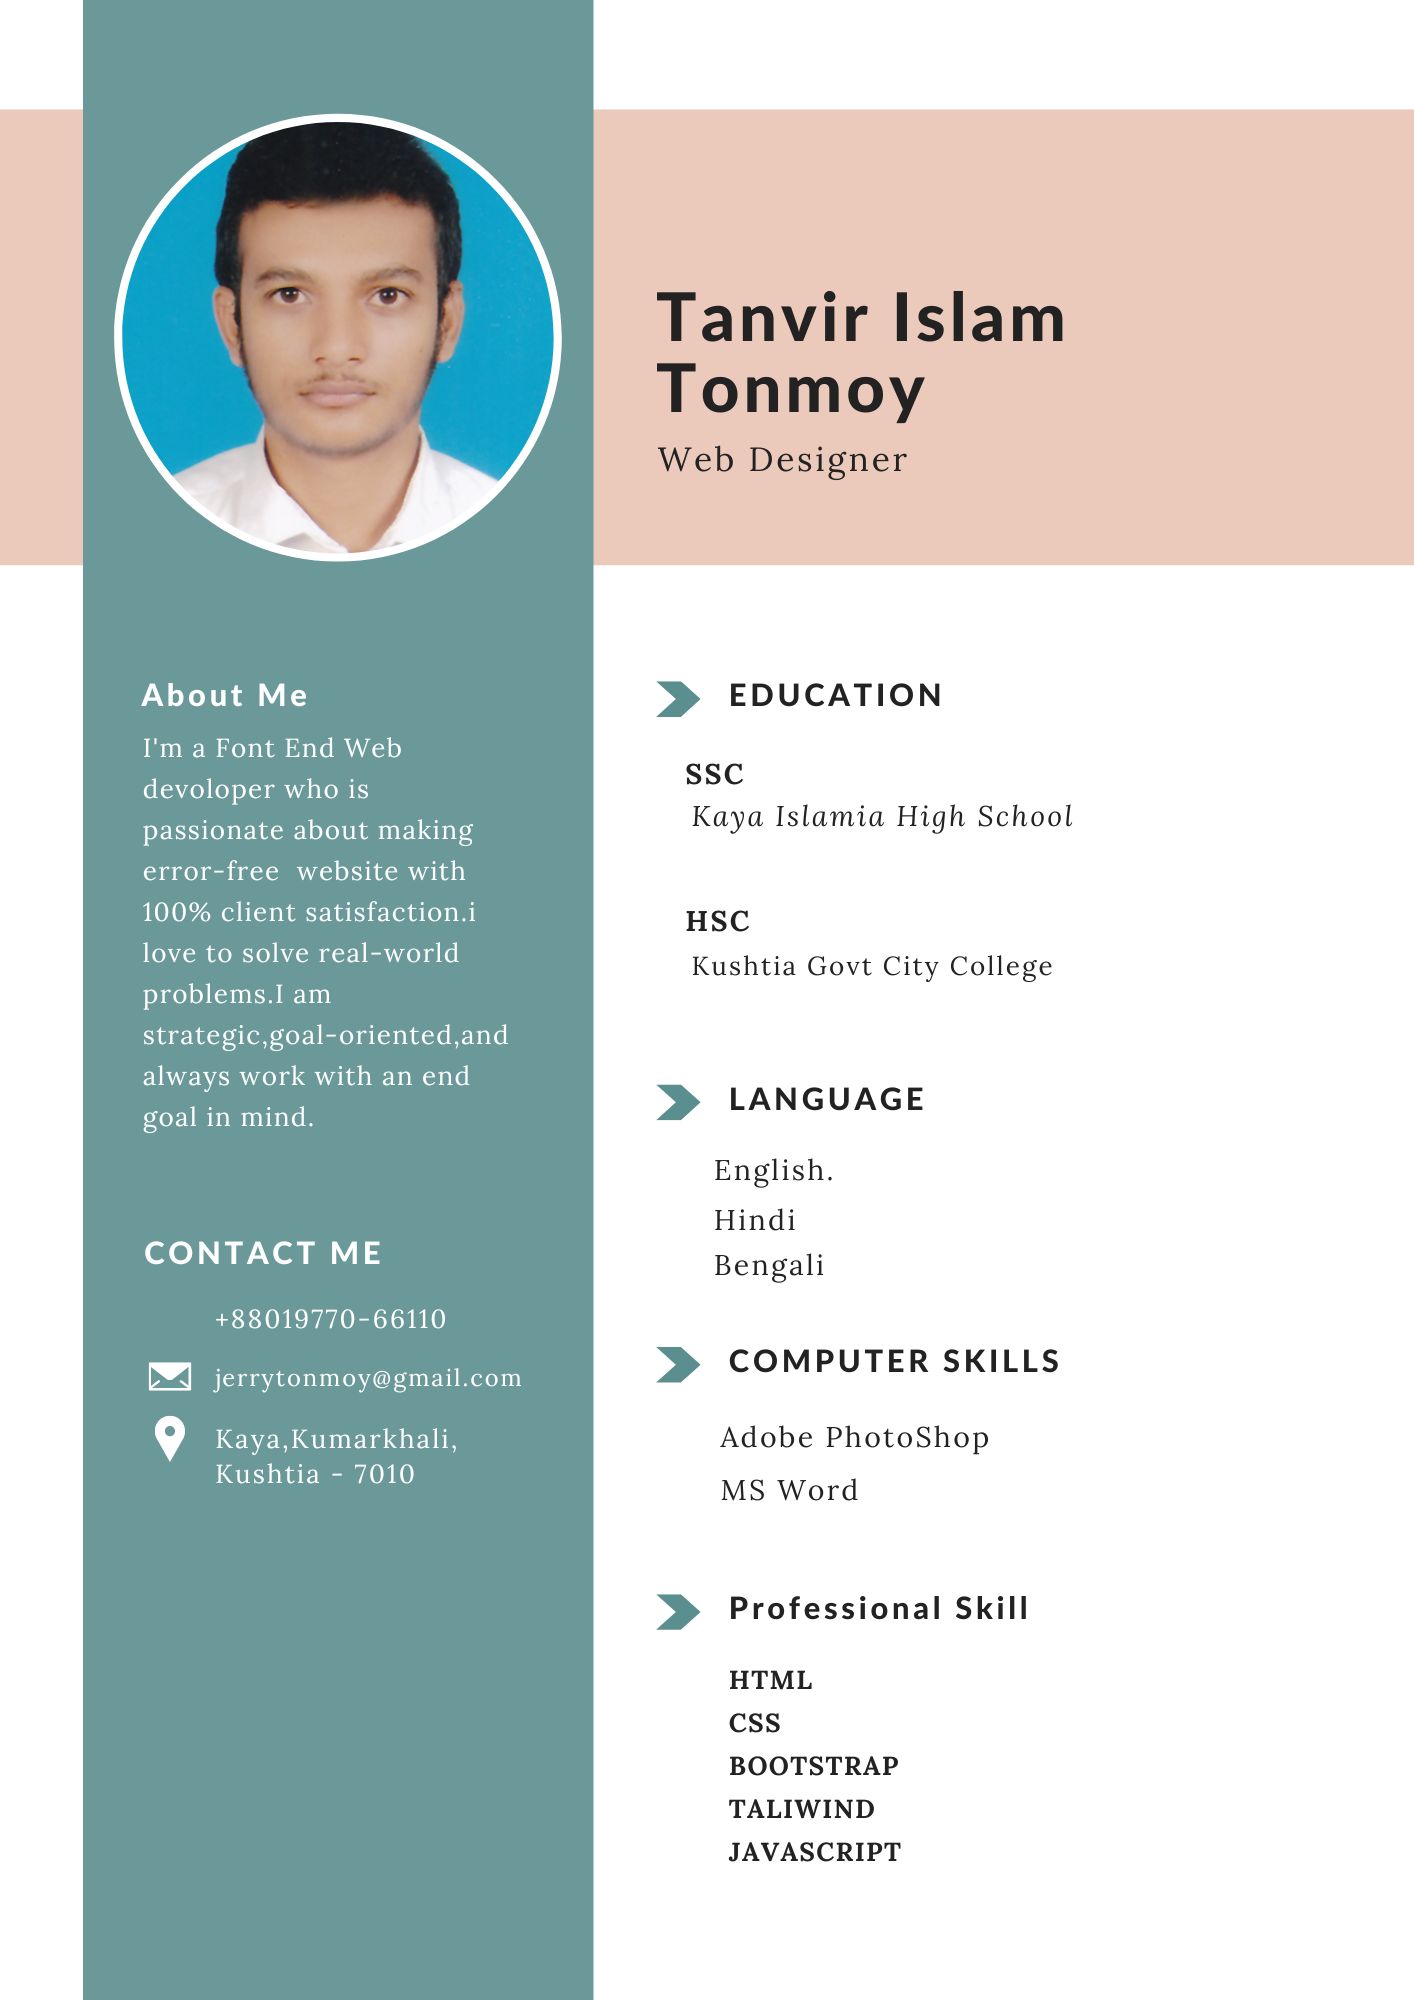 Tanvir Islam
Tonmoy
Web Designer
About Me
I'm a Font End Web
devoloper who is
passionate about making
error-free  website with
100% client satisfaction.i
love to solve real-world
problems.I am
strategic,goal-oriented,and
always work with an end
goal in mind.
CONTACT ME
+88019770-66110
jerrytonmoy@gmail.com
Kaya,Kumarkhali,
Kushtia - 7010
EDUCATION
SSC
Kaya Islamia High School
HSC
Kushtia Govt City College
LANGUAGE
English.
Hindi
Bengali
COMPUTER SKILLS
Adobe PhotoShop
MS Word
Professional Skill
HTML
CSS
BOOTSTRAP
TALIWIND
JAVASCRIPT